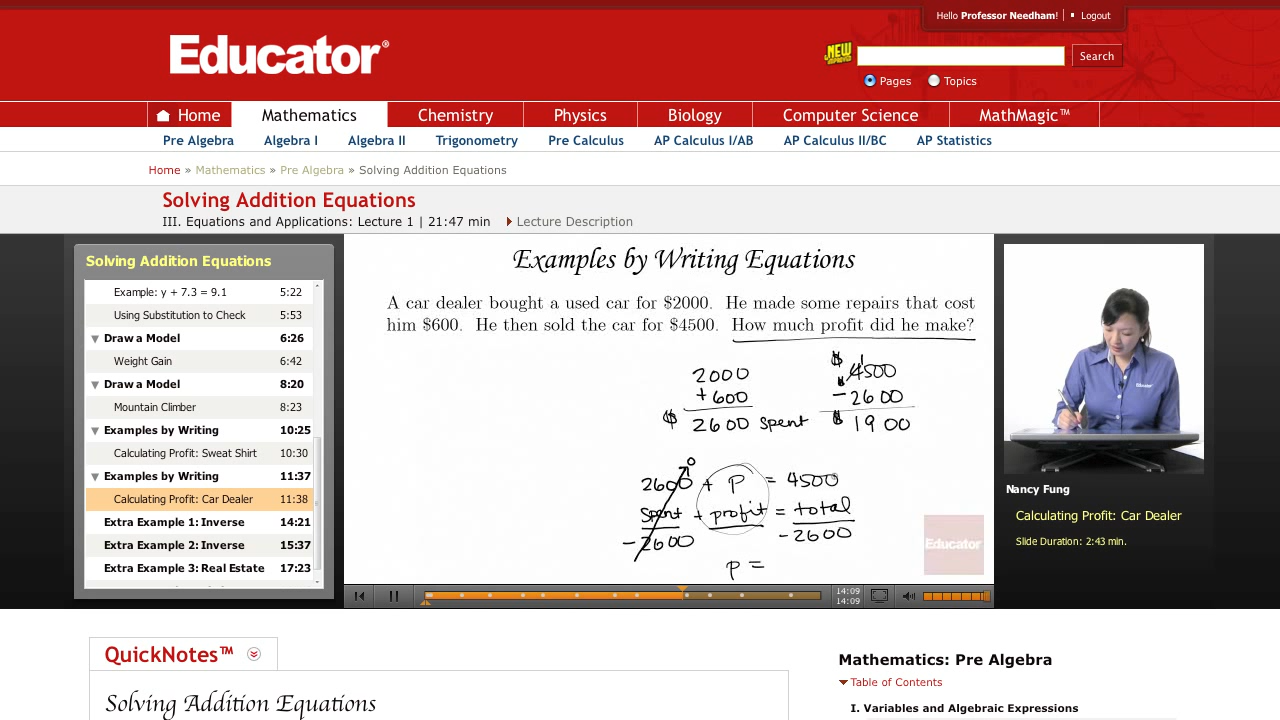 Hello Professor Needham! Logout
Educator®
NEW
Search
Pages Topics
Home Mathematics Chemistry Physics Biology Computer Science MathMagic™
Pre Algebra Algebra I Algebra II Trigonometry Pre Calculus AP Calculus I/AB AP Calculus II/BC AP Statistics
Home » Mathematics » Pre Algebra » Solving Addition Equations
Solving Addition Equations
III. Equations and Applications: Lecture 1 | 21:47 min Lecture Description
Solving Addition Equations
Example: y + 7.3 = 9.1 5:22
Using Substitution to Check 5:53
Draw a Model 6:26
Weight Gain 6:42
Draw a Model 8:20
Mountain Climber 8:23
Examples by Writing 10:25
Calculating Profit: Sweat Shirt 10:30
Examples by Writing 11:37
Calculating Profit: Car Dealer 11:38
Extra Example 1: Inverse 14:21
Extra Example 2: Inverse 15:37
Extra Example 3: Real Estate 17:23
Examples by Writing Equations
A car dealer bought a used car for $2000. He made some repairs that cost
him $600. He then sold the car for $4500. How much profit did he make?
2000
+600
$ 2600 spent
$ 4500
- 2600
$ 1900
0
2600 + p = 4500
spent + profit = total
-2600 -2600
p =
Educator
14:09
14:09
Nancy Fung
Calculating Profit: Car Dealer
Slide Duration: 2:43 min.
QuickNotes™
Solving Addition Equations
Mathematics: Pre Algebra
Table of Contents
I. Variables and Algebraic Expressions